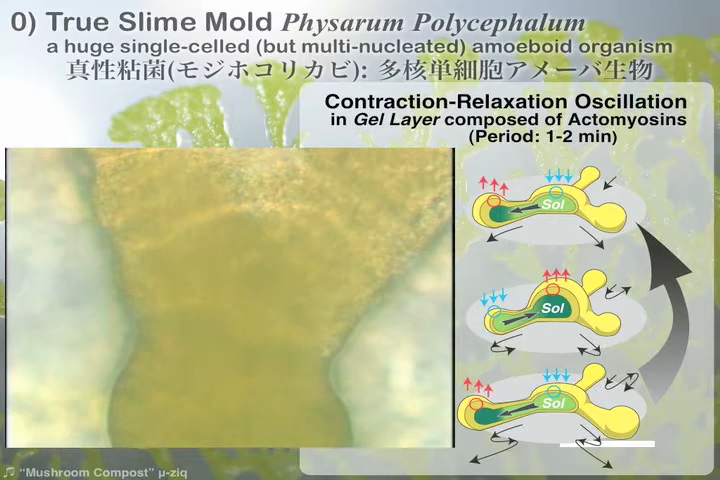 0) True Slime Mold Physarum Polycephalum
a huge single-celled (but multi-nucleated) amoeboid organism
真性粘菌(モジホコリカビ): 多核単細胞アメーバ生物
Contraction-Relaxation Oscillation
in Gel Layer composed of Actomyosins
(Period: 1-2 min)
Sol
Sol
Sol
♫ “Mushroom Compost” μ-ziq